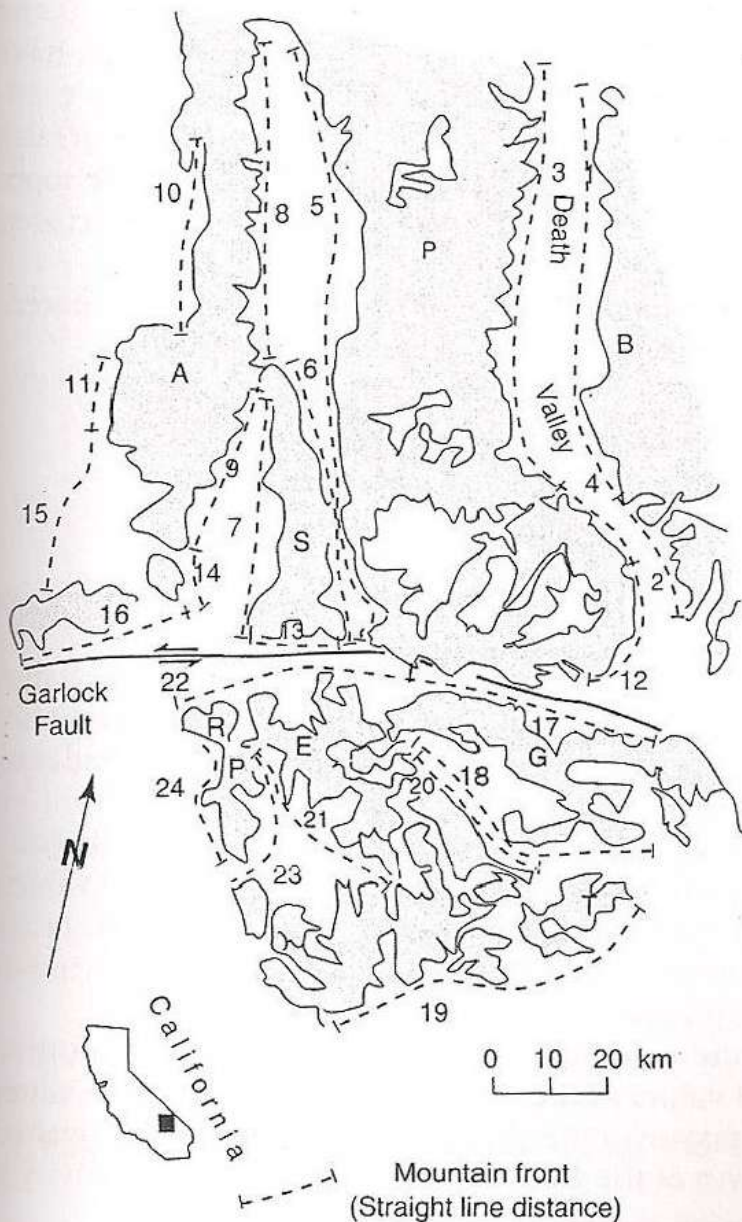 10
8
5
3
Death
P
B
6
11
A
Valley
9
4
7
15
S
14
2
16
13
12
Garlock
Fault
22
17
R
E
G
P
18
24
20
21
23
T
N
19
California
0 10 20 km
Mountain front
(Straight line distance)